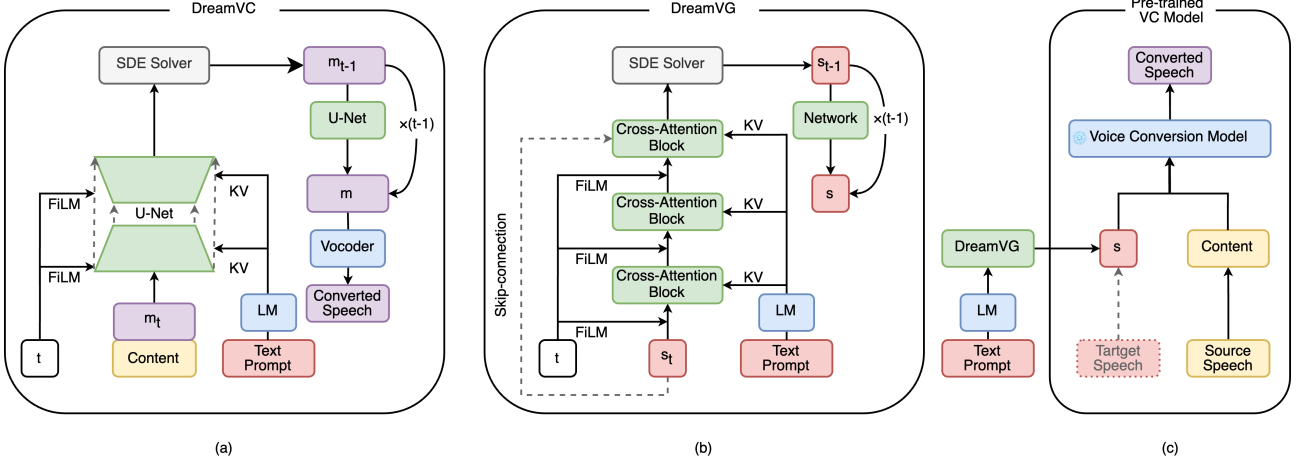 DreamVC
SDE Solver
m_{t-1}
U-Net
×(t-1)
m
FiLM
U-Net
KV
FiLM
KV
Vocoder
Converted
Speech
m_t
LM
t
Content
Text
Prompt
(a)
DreamVG
SDE Solver
s_{t-1}
Network
×(t-1)
Cross-Attention
Block
KV
FiLM
s
Cross-Attention
Block
KV
FiLM
Skip-connection
Cross-Attention
Block
KV
LM
FiLM
t
s_t
Text
Prompt
(b)
Pre-trained
VC Model
Converted
Speech
Voice Conversion Model
DreamVG
s
Content
LM
Text
Prompt
Tartget
Speech
Source
Speech
(c)